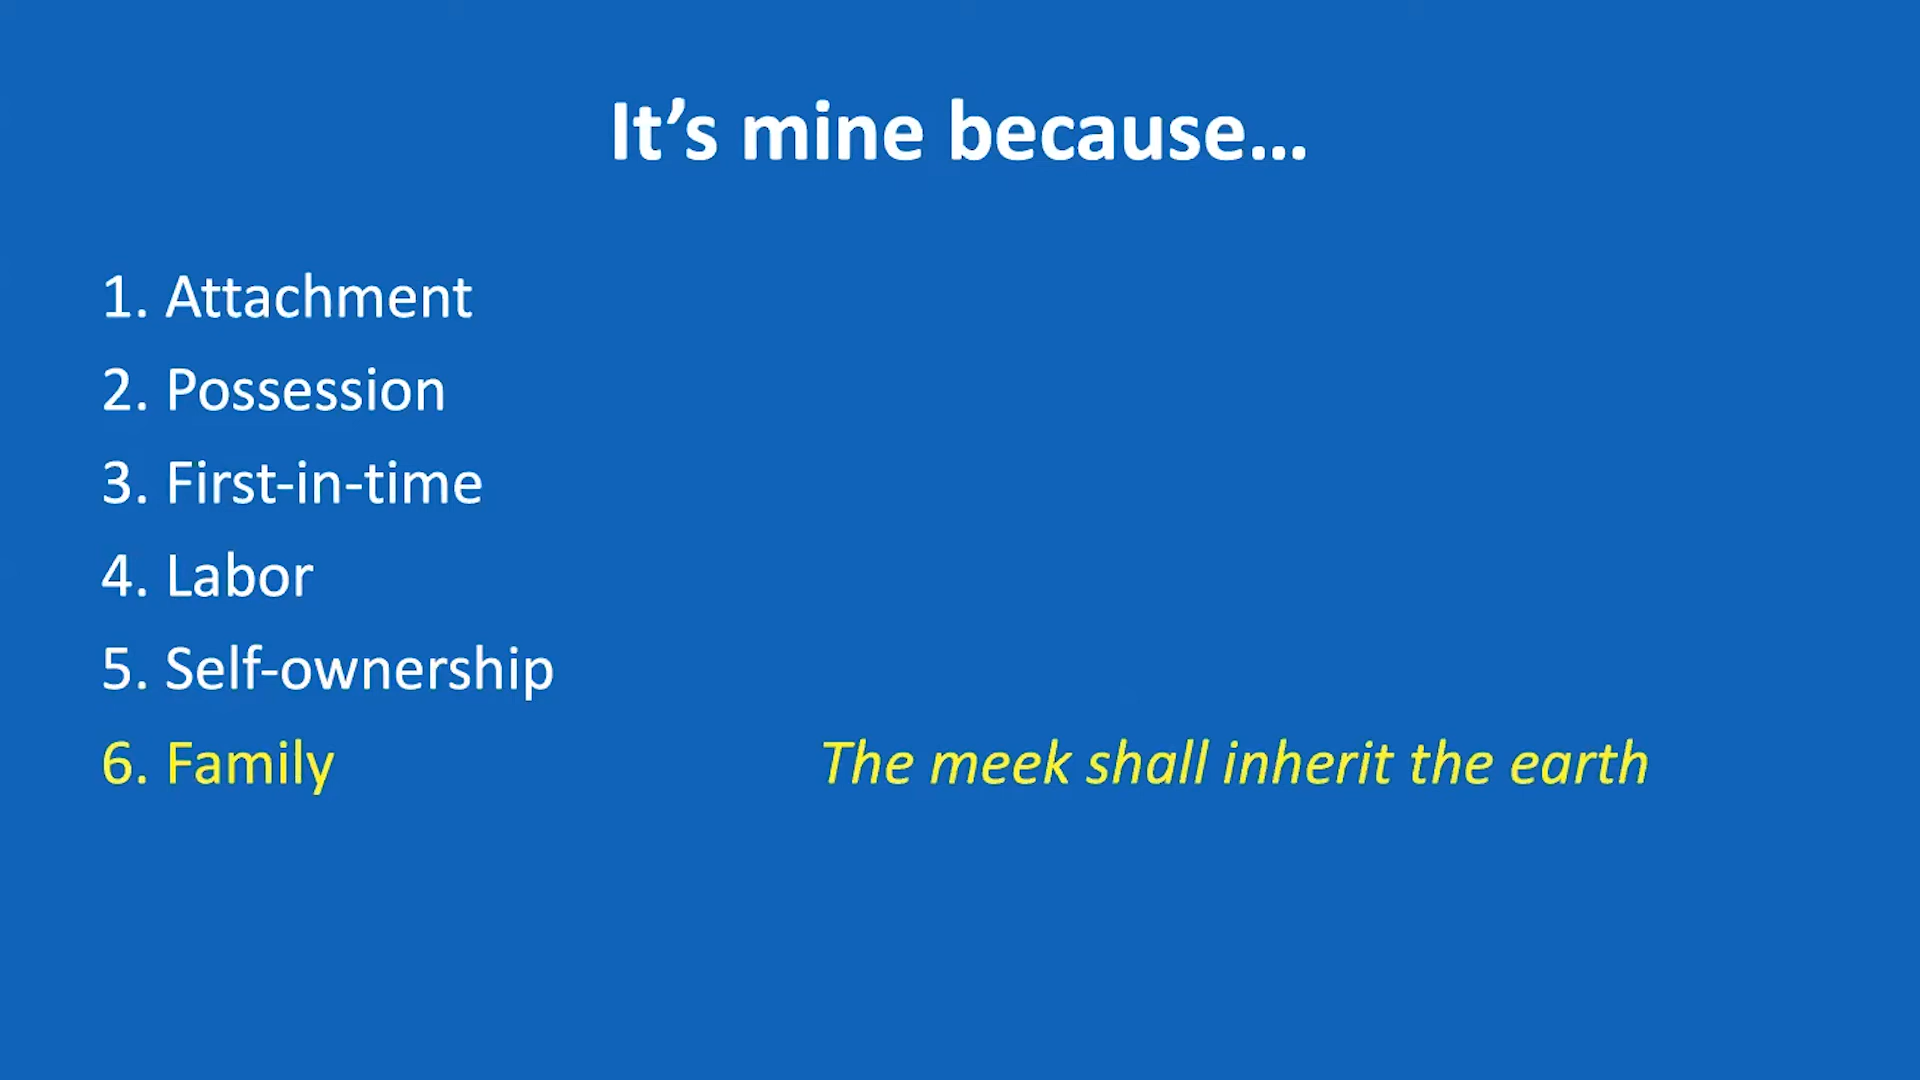 It’s mine because…
1. Attachment
2. Possession
3. First-in-time
4. Labor
5. Self-ownership
6. Family The meek shall inherit the earth